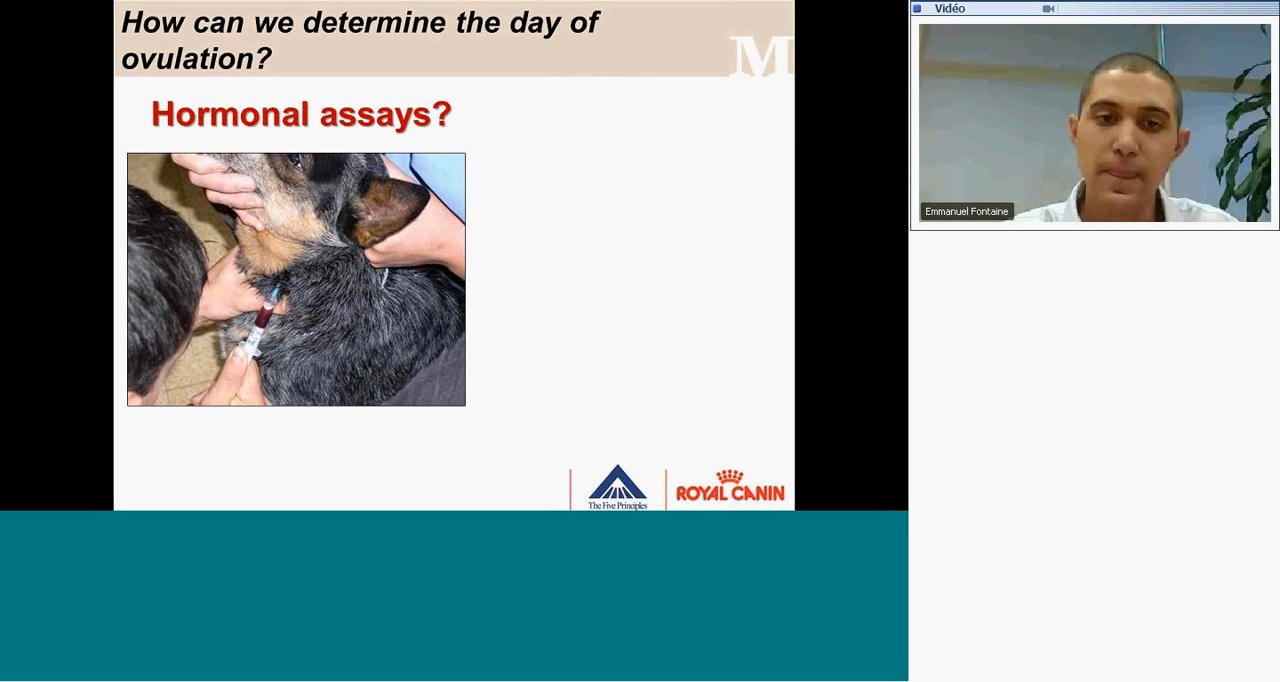 How can we determine the day of
ovulation?
M
Hormonal assays?
The Five Principles
ROYAL CANIN
Vidéo
Emmanuel Fontaine